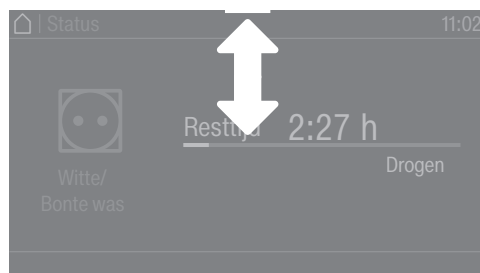 | Status 11:02
Resttijd 2:27 h
Drogen
Witte/
Bonte was